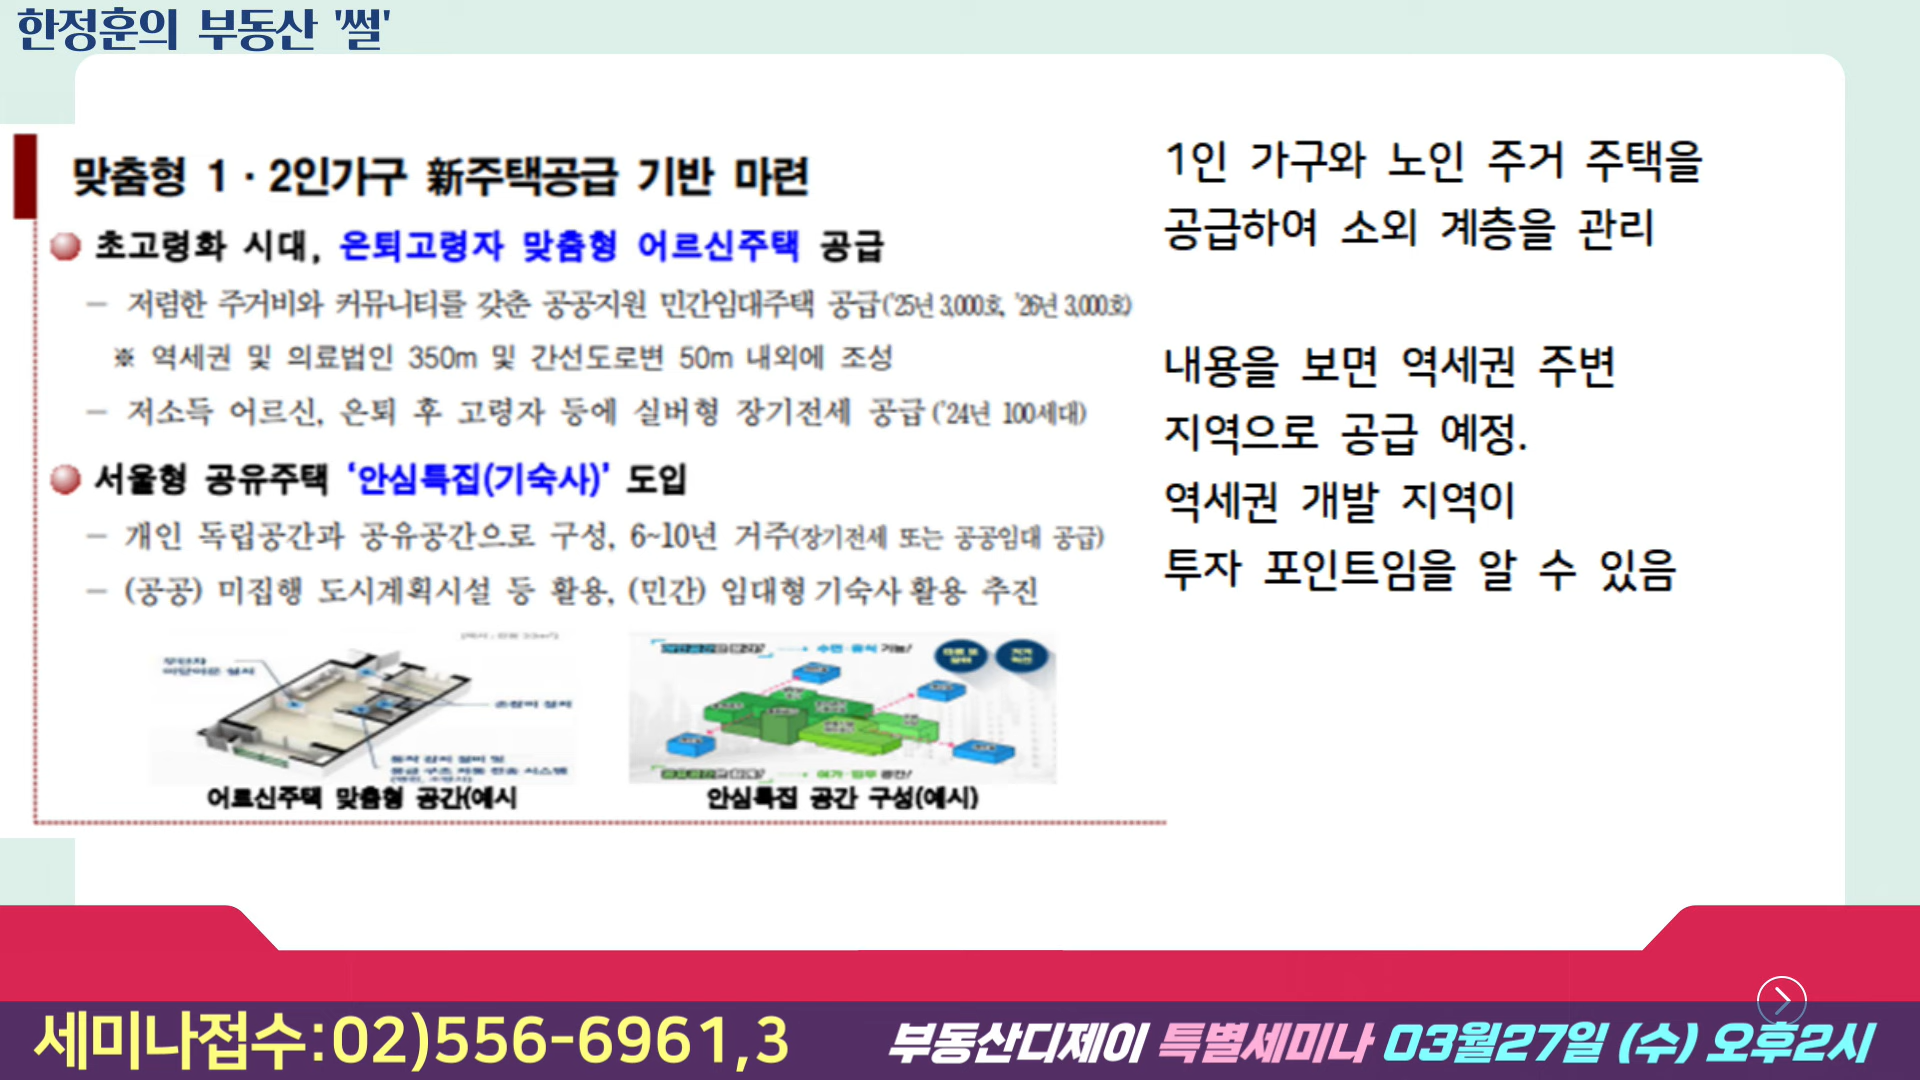 한정훈의 부동산 '썰'
맞춤형 1·2인가구 新주택공급 기반 마련
초고령화 시대, 은퇴고령자 맞춤형 어르신주택 공급
- 저렴한 주거비와 커뮤니티를 갖춘 공공지원 민간임대주택 공급('25년 3,000호, '26년 3,000호)
※ 역세권 및 의료법인 350m 및 간선도로변 50m 내외에 조성
- 저소득 어르신, 은퇴 후 고령자 등에 실버형 장기전세 공급('24년 100세대)
서울형 공유주택 '안심특집(기숙사)' 도입
- 개인 독립공간과 공유공간으로 구성, 6~10년 거주(장기전세 또는 공공임대 공급)
- (공공) 미집행 도시계획시설 등 활용, (민간) 임대형 기숙사 활용 추진
어르신주택 맞춤형 공간(예시
안심특집 공간 구성(예시)
1인 가구와 노인 주거 주택을
공급하여 소외 계층을 관리
내용을 보면 역세권 주변
지역으로 공급 예정.
역세권 개발 지역이
투자 포인트임을 알 수 있음
세미나접수:02)556-6961,3
부동산디제이 특별세미나 03월27일 (수) 오후2시